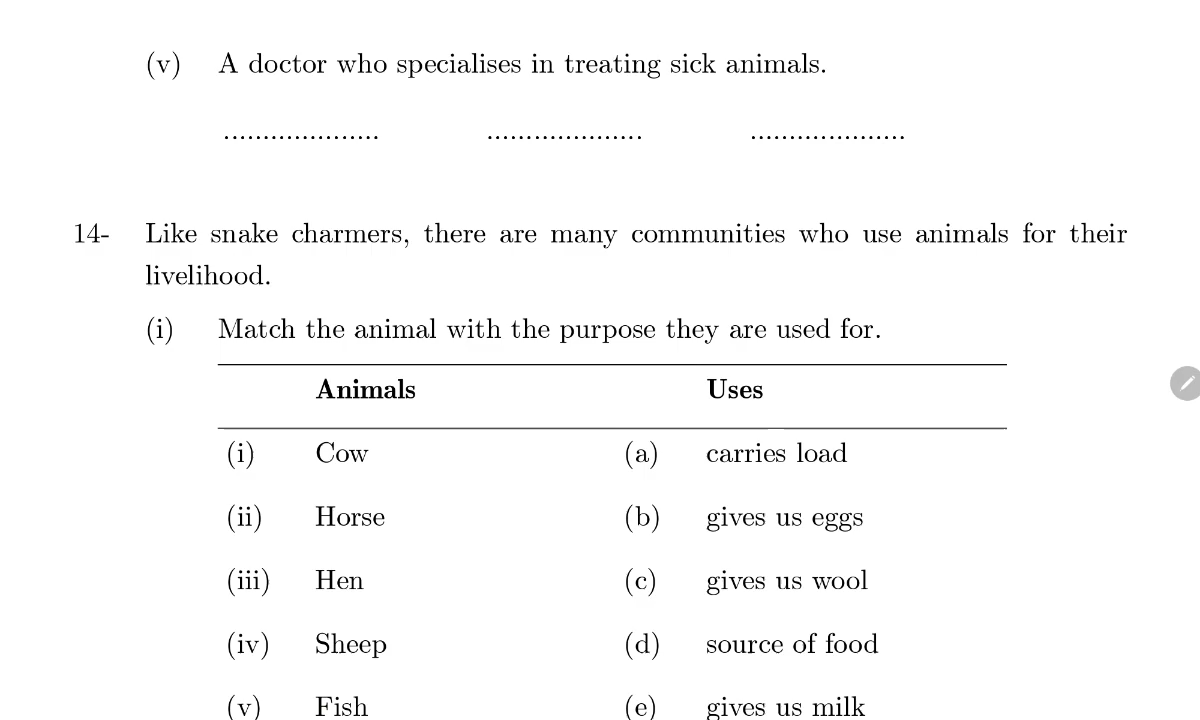 (v) A doctor who specialises in treating sick animals.
.................... .................... ....................
14- Like snake charmers, there are many communities who use animals for their
livelihood.
(i) Match the animal with the purpose they are used for.
Animals Uses
(i) Cow (a) carries load
(ii) Horse (b) gives us eggs
(iii) Hen (c) gives us wool
(iv) Sheep (d) source of food
(v) Fish (e) gives us milk